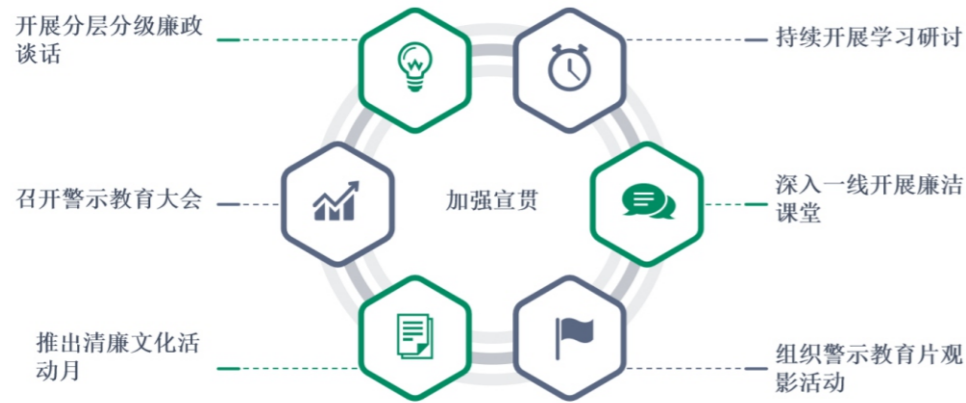 开展分层分级廉政
谈话
持续开展学习研讨
召开警示教育大会
加强宣贯
深入一线开展廉洁
课堂
推出清廉文化活
动月
组织警示教育片观
影活动